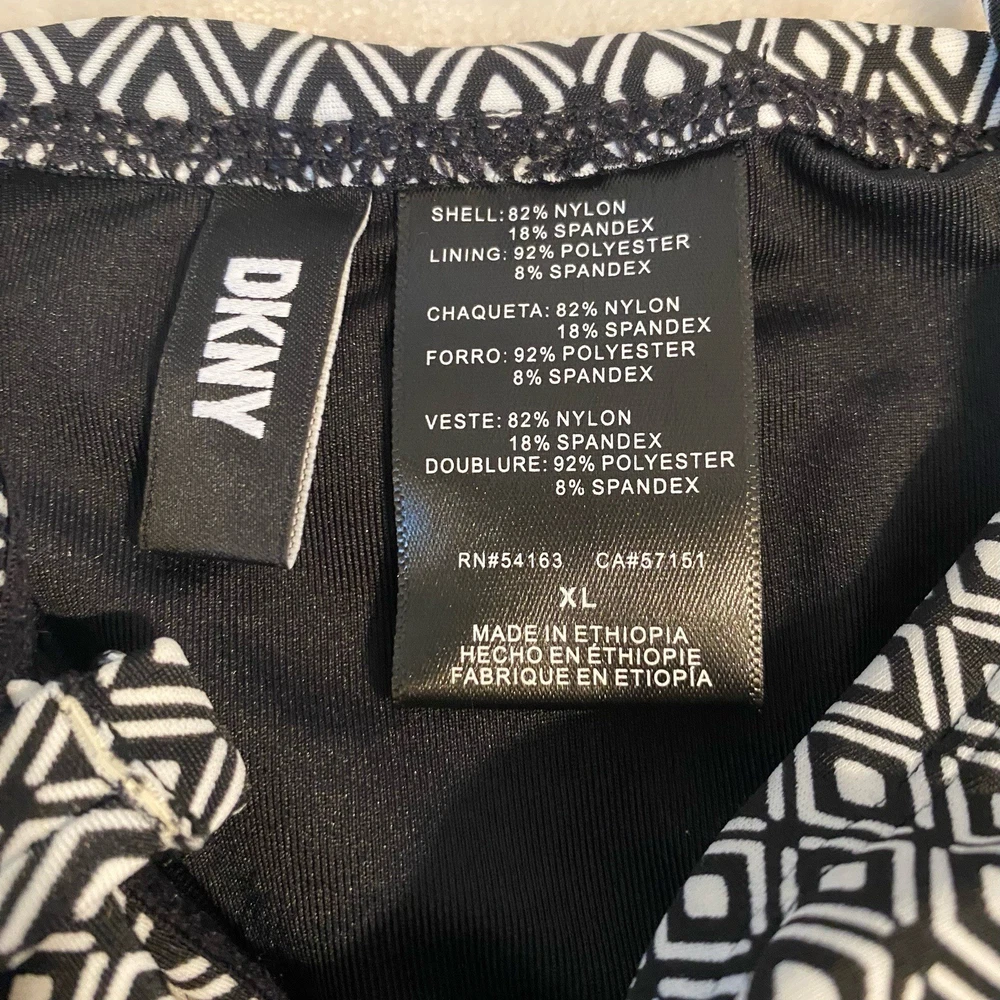 DKNY
SHELL: 82% NYLON
18% SPANDEX
LINING: 92% POLYESTER
8% SPANDEX
CHAQUETA: 82% NYLON
18% SPANDEX
FORRO: 92% POLYESTER
8% SPANDEX
VESTE: 82% NYLON
18% SPANDEX
DOUBLURE: 92% POLYESTER
8% SPANDEX
RN#54163 CA#57151
XL
MADE IN ETHIOPIA
HECHO EN ÉTHIOPIE
FABRIQUE EN ETIOPÍA